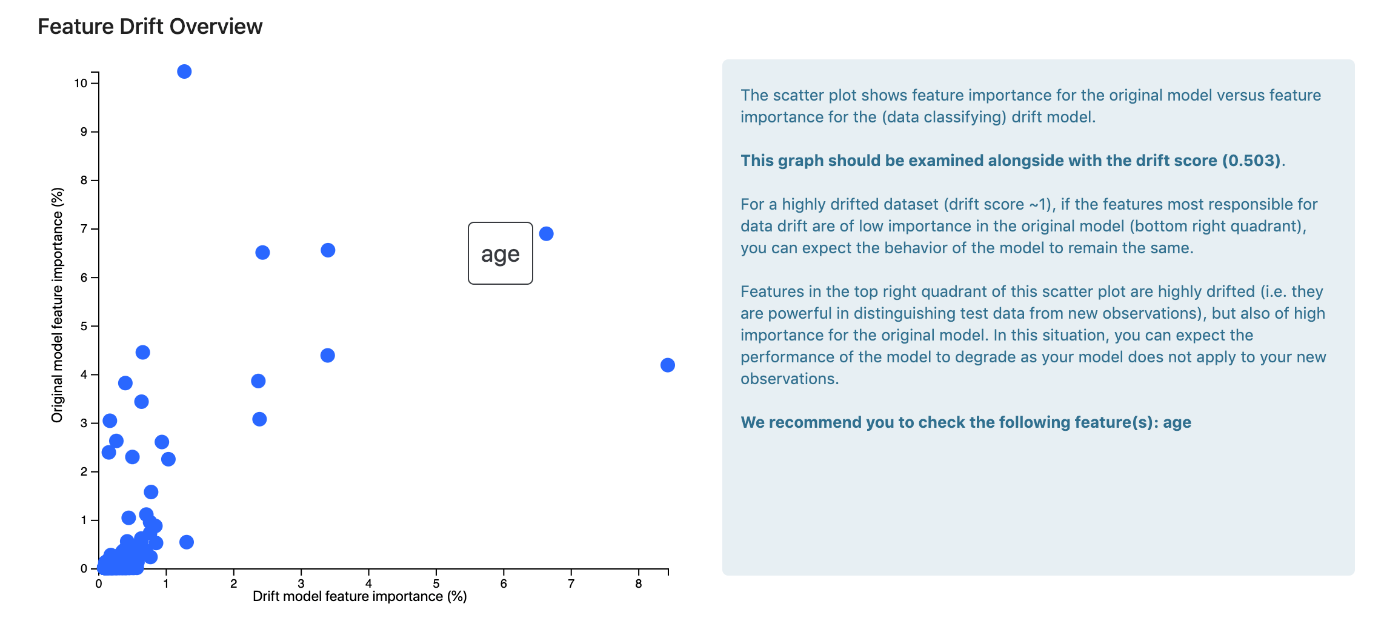 Feature Drift Overview
10
9
8
7
6
5
4
3
2
1
0
Original model feature importance (%)
age
0
1
2
3
4
5
6
7
8
Drift model feature importance (%)
The scatter plot shows feature importance for the original model versus feature
importance for the (data classifying) drift model.
This graph should be examined alongside with the drift score (0.503).
For a highly drifted dataset (drift score ~1), if the features most responsible for
data drift are of low importance in the original model (bottom right quadrant),
you can expect the behavior of the model to remain the same.
Features in the top right quadrant of this scatter plot are highly drifted (i.e. they
are powerful in distinguishing test data from new observations), but also of high
importance for the original model. In this situation, you can expect the
performance of the model to degrade as your model does not apply to your new
observations.
We recommend you to check the following feature(s): age